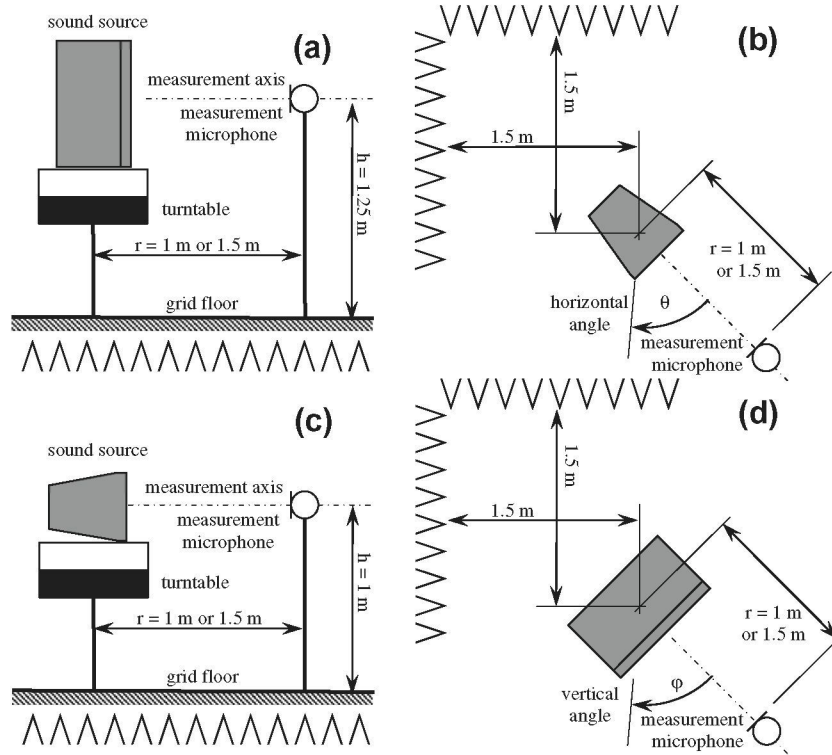 sound source
(a)
measurement axis
measurement
microphone
h = 1.25 m
turntable
r = 1 m or 1.5 m
grid floor
(b)
1.5 m
1.5 m
r = 1 m
or 1.5 m
horizontal
angle
θ
measurement
microphone
(c)
sound source
measurement axis
measurement
microphone
h = 1 m
turntable
r = 1 m or 1.5 m
grid floor
(d)
1.5 m
1.5 m
r = 1 m
or 1.5 m
vertical
angle
φ
measurement
microphone